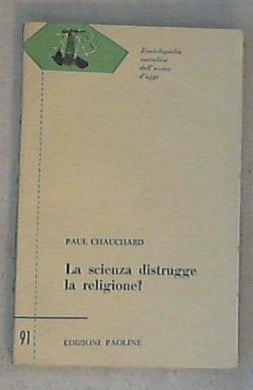 Enciclopedia
cattolica
dell'uomo
d'oggi
PAUL CHAUCHARD
La scienza distrugge
la religione?
91
EDIZIONI PAOLINE